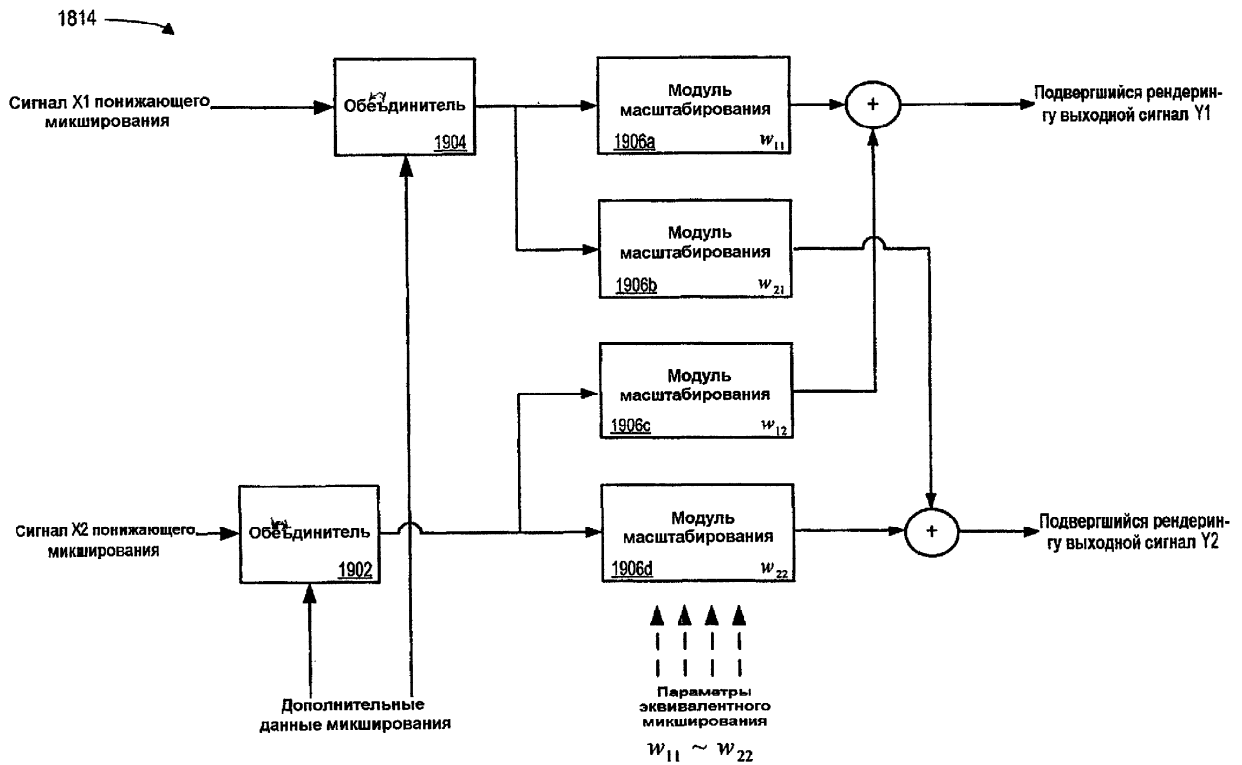 1814
Сигнал X1 понижающего
микширования
Объединитель
1904
Модуль
масштабирования
1906a
w11
+
Подвергшийся рендерин-
гу выходной сигнал Y1
Модуль
масштабирования
1906b
w21
Модуль
масштабирования
1906c
w12
Сигнал X2 понижающего
микширования
Объединитель
1902
Модуль
масштабирования
1906d
w22
+
Подвергшийся рендерин-
гу выходной сигнал Y2
Дополнительные
данные микширования
Параметры
эквивалентного
микширования
w11 ~ w22